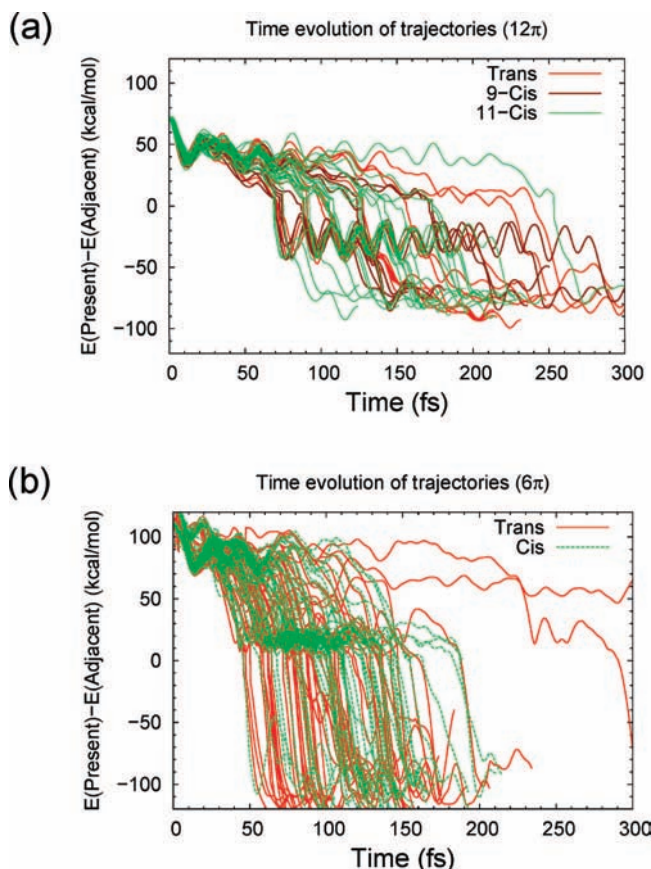 (a)
Time evolution of trajectories (12π)
E(Present)−E(Adjacent) (kcal/mol)
100
50
0
−50
−100
Trans
9−Cis
11−Cis
0 50 100 150 200 250 300
Time (fs)
(b)
Time evolution of trajectories (6π)
E(Present)−E(Adjacent) (kcal/mol)
100
50
0
−50
−100
Trans
Cis
0 50 100 150 200 250 300
Time (fs)